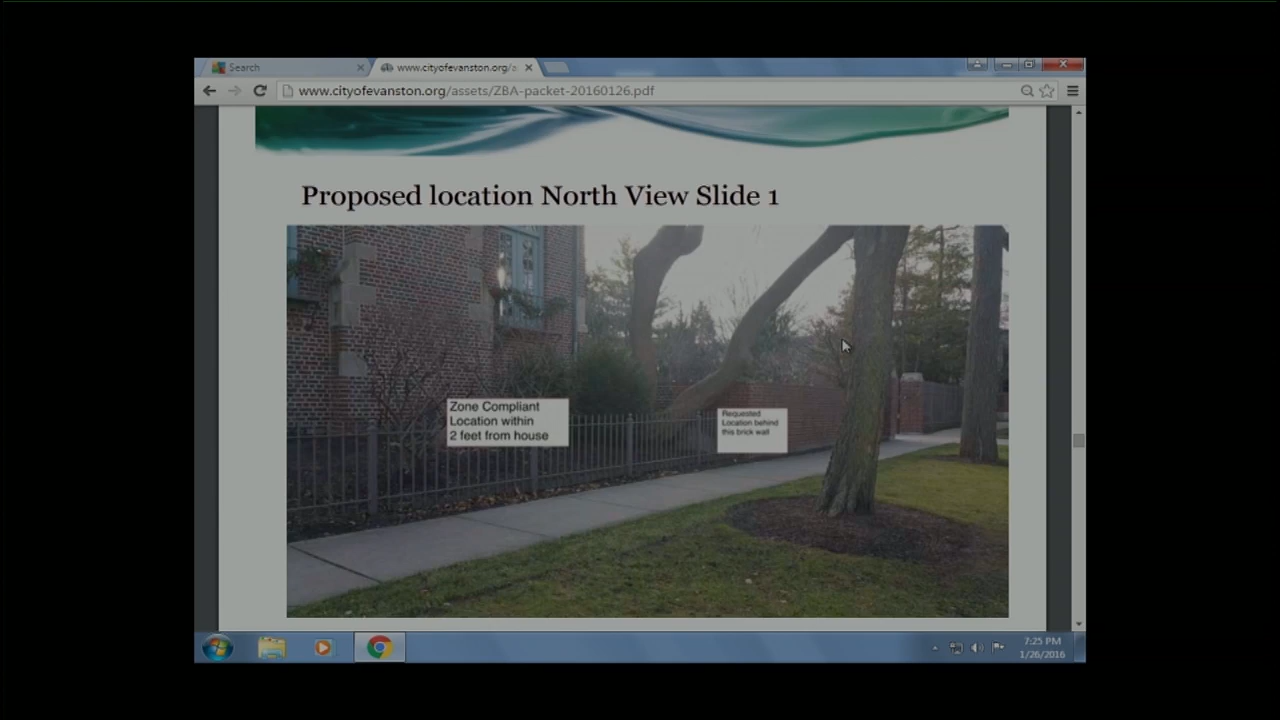 Search
www.cityofevanston.org/a
www.cityofevanston.org/assets/ZBA-packet-20160126.pdf
Proposed location North View Slide 1
Zone Compliant
Location within
2 feet from house
Requested
Location behind
this brick wall
7:25 PM
1/26/2016